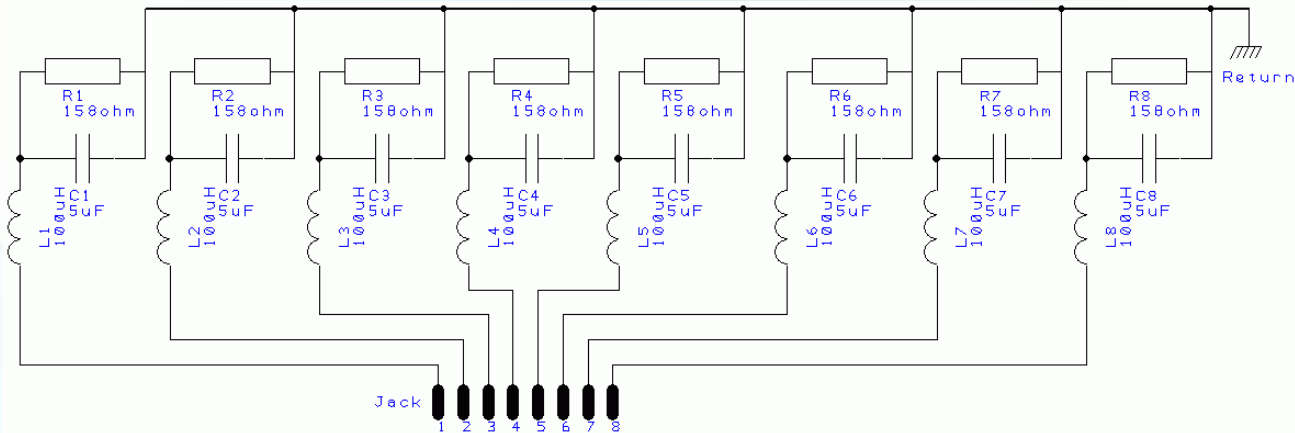 Return
R1 R2 R3 R4 R5 R6 R7 R8
158ohm 158ohm 158ohm 158ohm 158ohm 158ohm 158ohm 158ohm
C1 C2 C3 C4 C5 C6 C7 C8
5uF 5uF 5uF 5uF 5uF 5uF 5uF 5uF
L1 L2 L3 L4 L5 L6 L7 L8
100uH 100uH 100uH 100uH 100uH 100uH 100uH 100uH
Jack
1 2 3 4 5 6 7 8